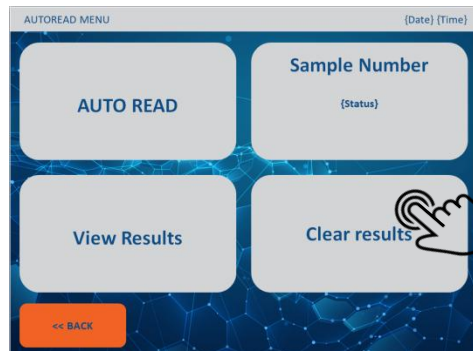 AUTOREAD MENU {Date} {Time}
AUTO READ
Sample Number
{Status}
View Results
Clear results
<< BACK